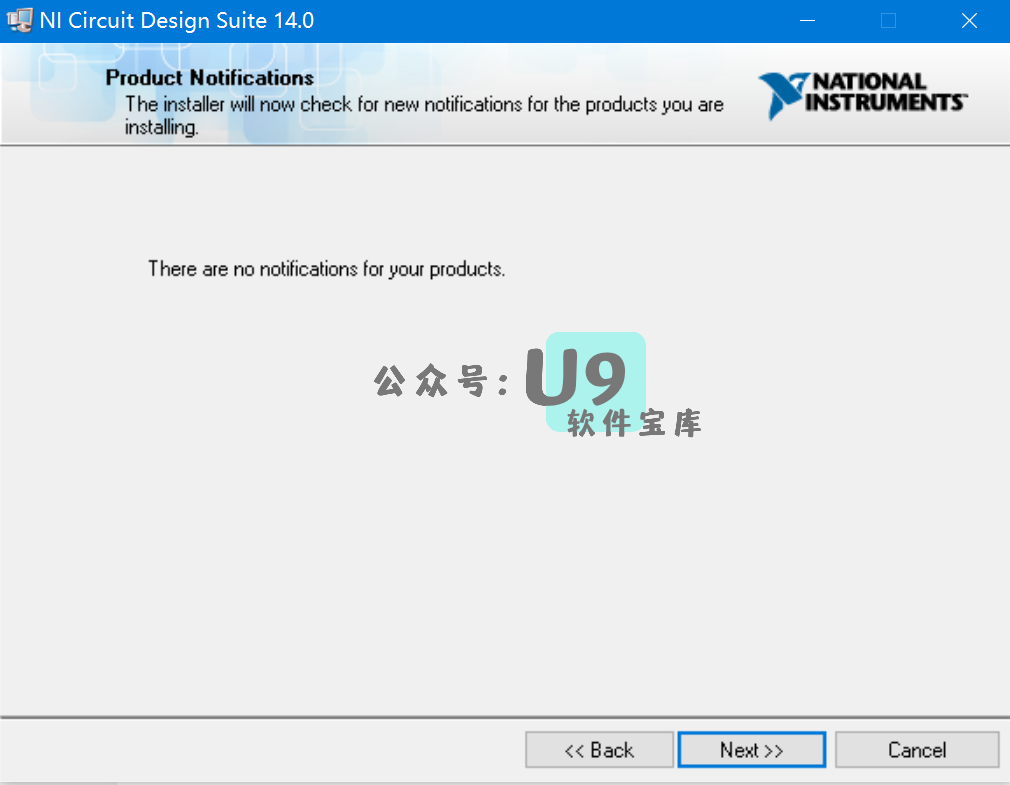 NI Circuit Design Suite 14.0
Product Notifications
The installer will now check for new notifications for the products you are
installing.
NATIONAL
INSTRUMENTS™
There are no notifications for your products.
公众号：U9
软件宝库
<< Back
Next >>
Cancel